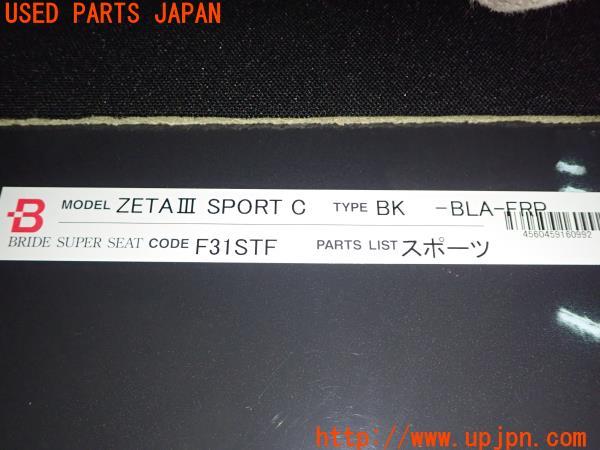 USED PARTS JAPAN
B MODEL ZETAⅢ SPORT C TYPE BK -BLA-FRP
4560459160992
BRIDE SUPER SEAT CODE F31STF PARTS LIST スポーツ
http://www.upjpn.com/